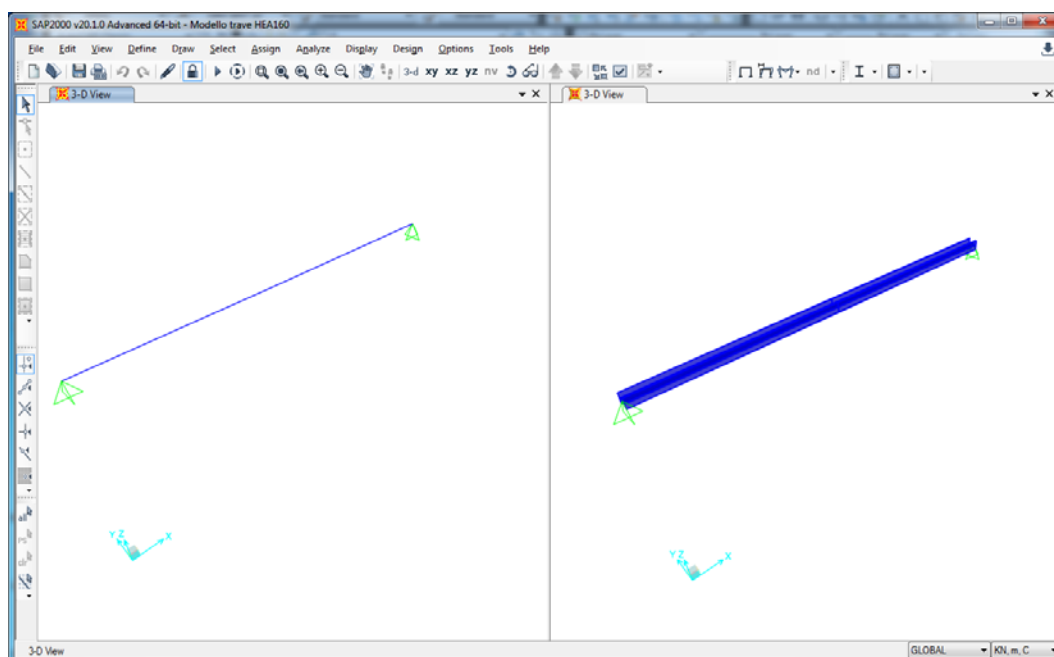 SAP2000 v20.1.0 Advanced 64-bit - Modello trave HEA160
File Edit View Define Draw Select Assign Analyze Display Design Options Tools Help
3-d xy xz yz nv nd
3-D View
3-D View
all
Y Z X
Y Z X
3-D View
GLOBAL
KN, m, C